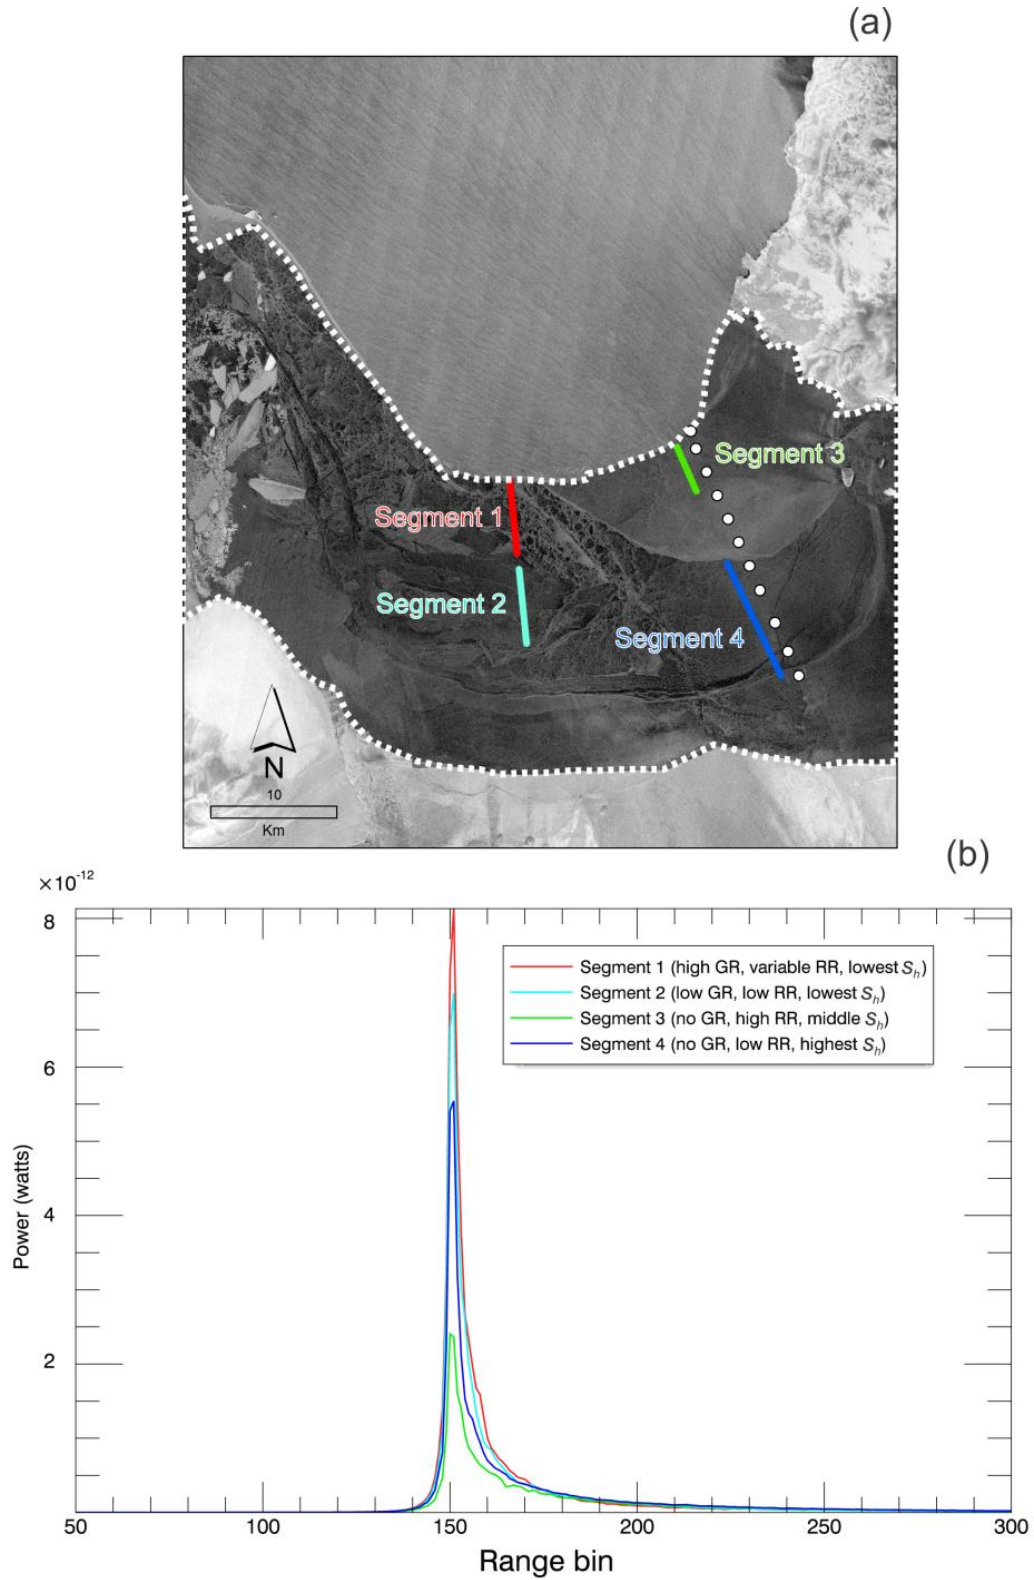 (a)
Segment 3
Segment 1
Segment 2
Segment 4
N
10
Km
(b)
×10⁻¹²
8
Segment 1 (high GR, variable RR, lowest Sₕ)
Segment 2 (low GR, low RR, lowest Sₕ)
Segment 3 (no GR, high RR, middle Sₕ)
Segment 4 (no GR, low RR, highest Sₕ)
6
4
2
Power (watts)
50 100 150 200 250 300
Range bin